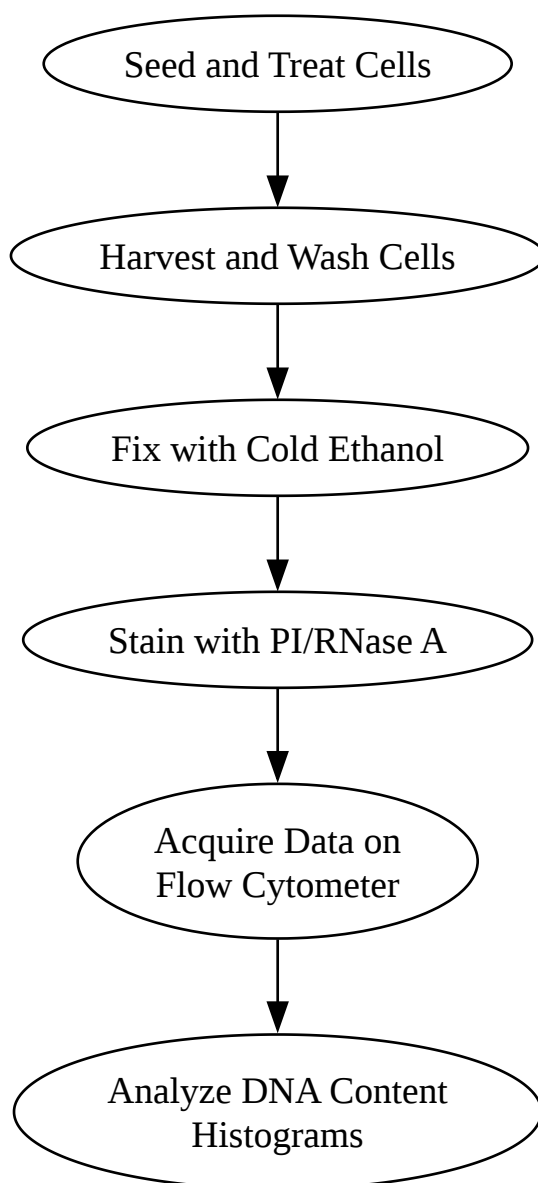 Seed and Treat Cells
Harvest and Wash Cells
Fix with Cold Ethanol
Stain with PI/RNase A
Acquire Data on
Flow Cytometer
Analyze DNA Content
Histograms